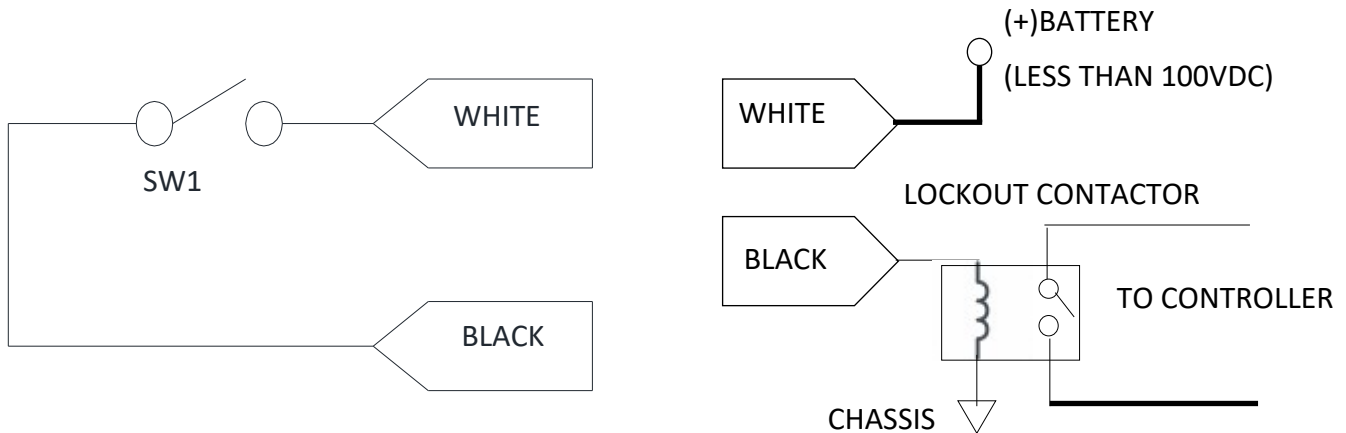 WHITE
SW1
BLACK
(+)BATTERY
(LESS THAN 100VDC)
WHITE
LOCKOUT CONTACTOR
BLACK
TO CONTROLLER
CHASSIS